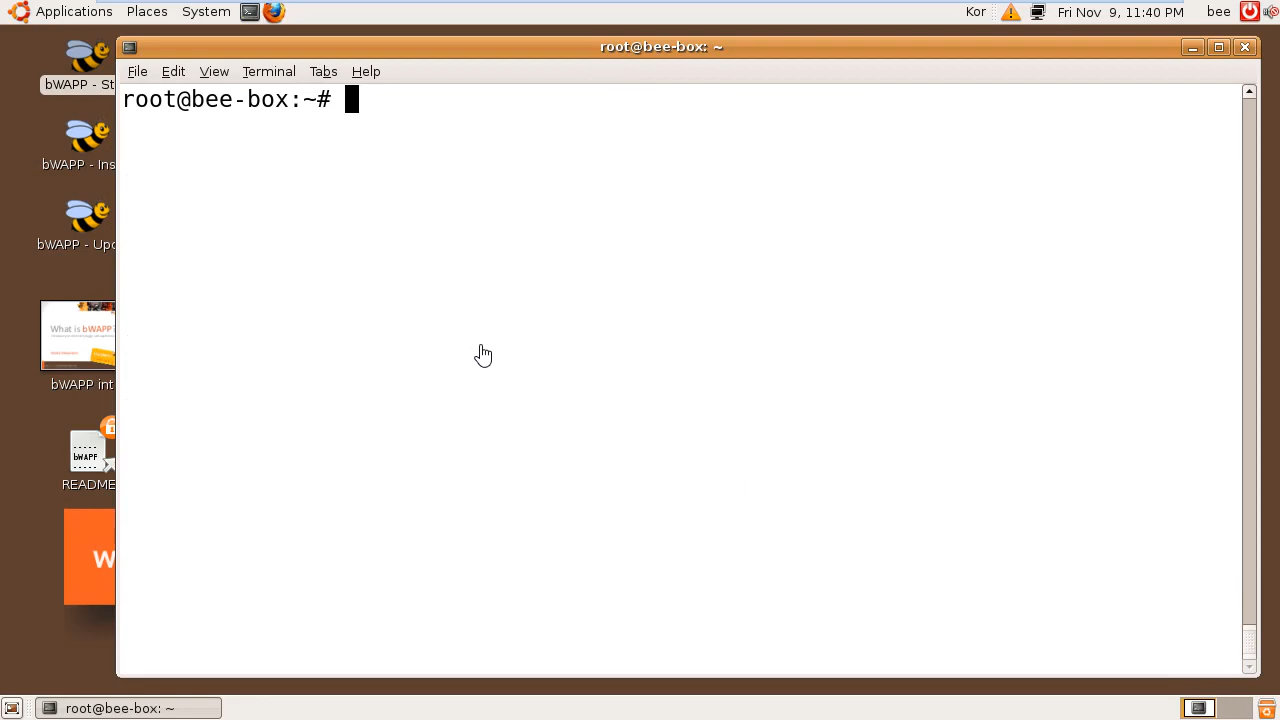 Applications Places System Kor Fri Nov 9, 11:40 PM bee
root@bee-box: ~
File Edit View Terminal Tabs Help
root@bee-box:~#
bWAPP - St
bWAPP - Ins
bWAPP - Upd
What is bWAPP?
bWAPP int
bWAPP
README
W
root@bee-box: ~